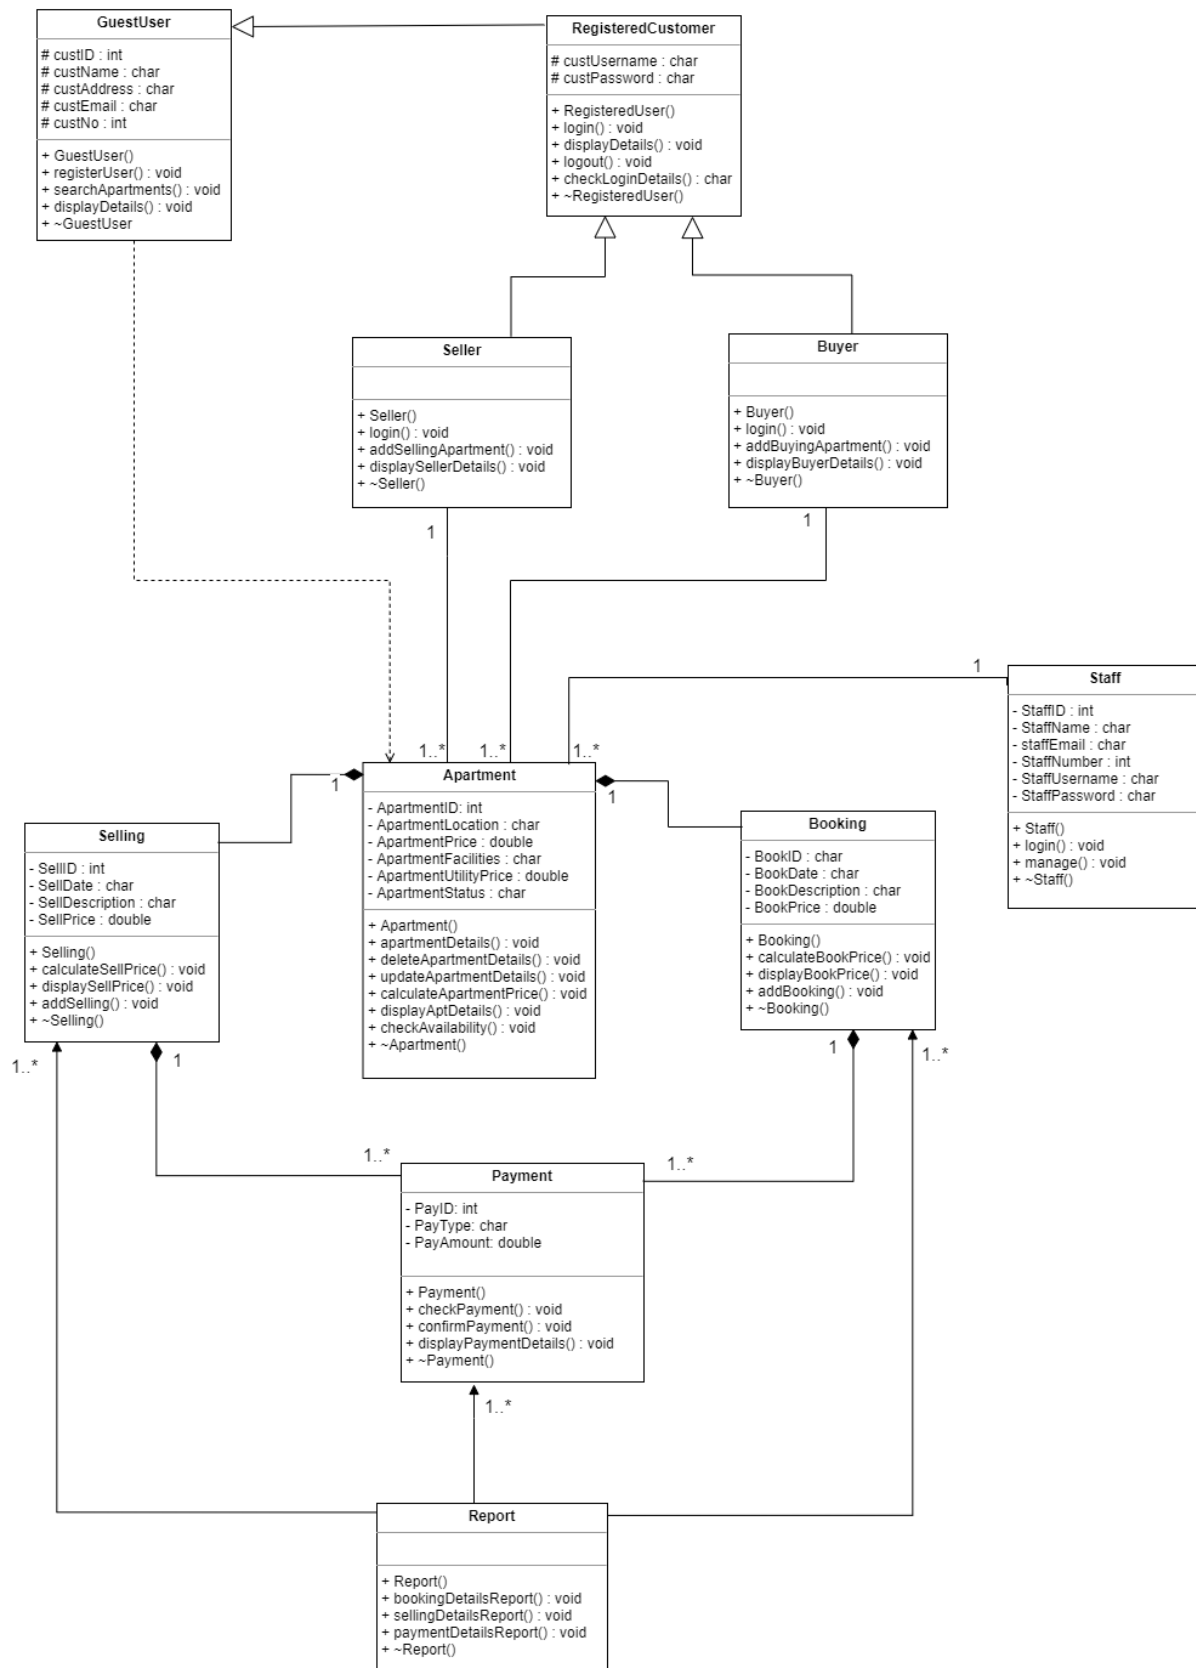 GuestUser
# custID : int
# custName : char
# custAddress : char
# custEmail : char
# custNo : int
+ GuestUser()
+ registerUser() : void
+ searchApartments() : void
+ displayDetails() : void
+ ~GuestUser
RegisteredCustomer
# custUsername : char
# custPassword : char
+ RegisteredUser()
+ login() : void
+ displayDetails() : void
+ logout() : void
+ checkLoginDetails() : char
+ ~RegisteredUser()
Seller
+ Seller()
+ login() : void
+ addSellingApartment() : void
+ displaySellerDetails() : void
+ ~Seller()
1
Buyer
+ Buyer()
+ login() : void
+ addBuyingApartment() : void
+ displayBuyerDetails() : void
+ ~Buyer()
1
1
Staff
- StaffID : int
- StaffName : char
- staffEmail : char
- StaffNumber : int
- StaffUsername : char
- StaffPassword : char
+ Staff()
+ login() : void
+ manage() : void
+ ~Staff()
1..*
1..*
1..*
1
Apartment
- ApartmentID: int
- ApartmentLocation : char
- ApartmentPrice : double
- ApartmentFacilities : char
- ApartmentUtilityPrice : double
- ApartmentStatus : char
+ Apartment()
+ apartmentDetails() : void
+ deleteApartmentDetails() : void
+ updateApartmentDetails() : void
+ calculateApartmentPrice() : void
+ displayAptDetails() : void
+ checkAvailability() : void
+ ~Apartment()
1
Selling
- SellID : int
- SellDate : char
- SellDescription : char
- SellPrice : double
+ Selling()
+ calculateSellPrice() : void
+ displaySellPrice() : void
+ addSelling() : void
+ ~Selling()
1..*
1
Booking
- BookID : char
- BookDate : char
- BookDescription : char
- BookPrice : double
+ Booking()
+ calculateBookPrice() : void
+ displayBookPrice() : void
+ addBooking() : void
+ ~Booking()
1
1..*
1..*
1..*
Payment
- PayID: int
- PayType: char
- PayAmount: double
+ Payment()
+ checkPayment() : void
+ confirmPayment() : void
+ displayPaymentDetails() : void
+ ~Payment()
1..*
Report
+ Report()
+ bookingDetailsReport() : void
+ sellingDetailsReport() : void
+ paymentDetailsReport() : void
+ ~Report()